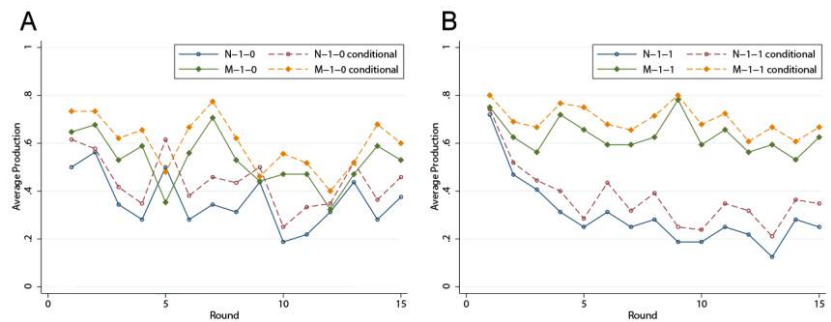 A
N-1-0
N-1-0 conditional
M-1-0
M-1-0 conditional
Average Production
1
.8
.6
.4
.2
0
0
5
10
15
Round
B
N-1-1
N-1-1 conditional
M-1-1
M-1-1 conditional
Average Production
1
.8
.6
.4
.2
0
0
5
10
15
Round